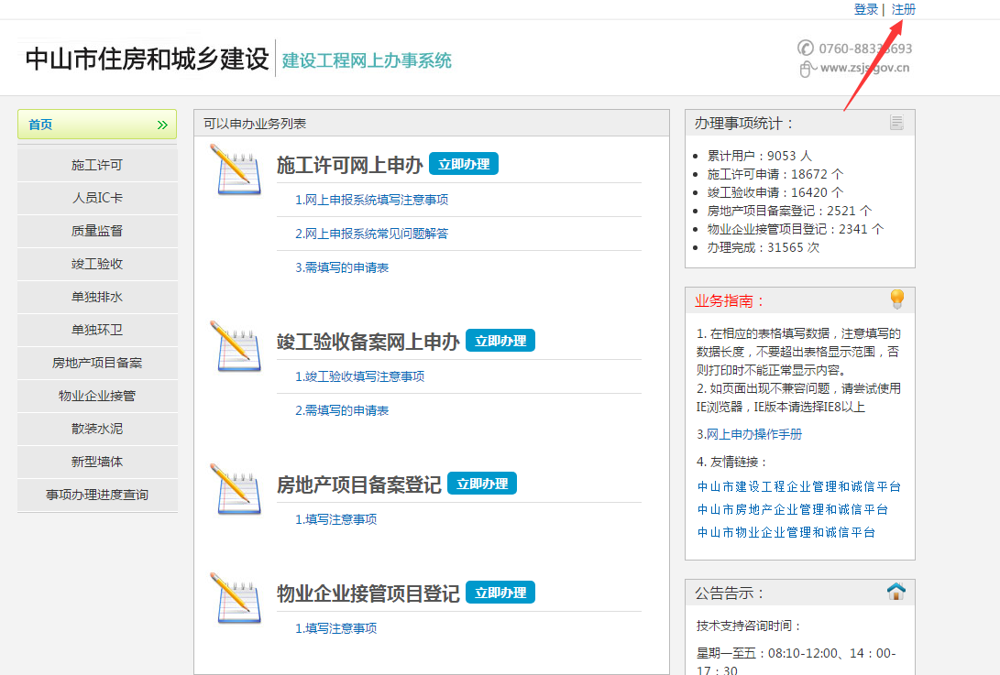 登录 | 注册
中山市住房和城乡建设
建设工程网上办事系统
www.zsjs.gov.cn
首页
施工许可
人员IC卡
质量监督
竣工验收
单独排水
单独环卫
房地产项目备案
物业企业接管
散装水泥
新型墙体
事项办理进度查询
可以申办业务列表
施工许可网上申办 立即办理
1.网上申报系统填写注意事项
2.网上申报系统常见问题解答
3.需填写的申请表
竣工验收备案网上申办 立即办理
1.竣工验收填写注意事项
2.需填写的申请表
房地产项目备案登记 立即办理
1.填写注意事项
物业企业接管项目登记 立即办理
1.填写注意事项
办理事项统计：
累计用户：9053 人
施工许可申请：18672 个
竣工验收申请：16420 个
房地产项目备案登记：2521 个
物业企业接管项目登记：2341 个
办理完成：31565 次
业务指南：
1. 在相应的表格填写数据，注意填写的
数据长度，不要超出表格显示范围，否
则打印时不能正常显示内容。
2. 如页面出现不兼容问题，请尝试使用
IE浏览器，IE版本请选择IE8以上
3.网上申办操作手册
4. 友情链接：
中山市建设工程企业管理和诚信平台
中山市房地产企业管理和诚信平台
中山市物业企业管理和诚信平台
公告告示：
技术支持咨询时间：
星期一至五：08:10-12:00、14：00-
17：30